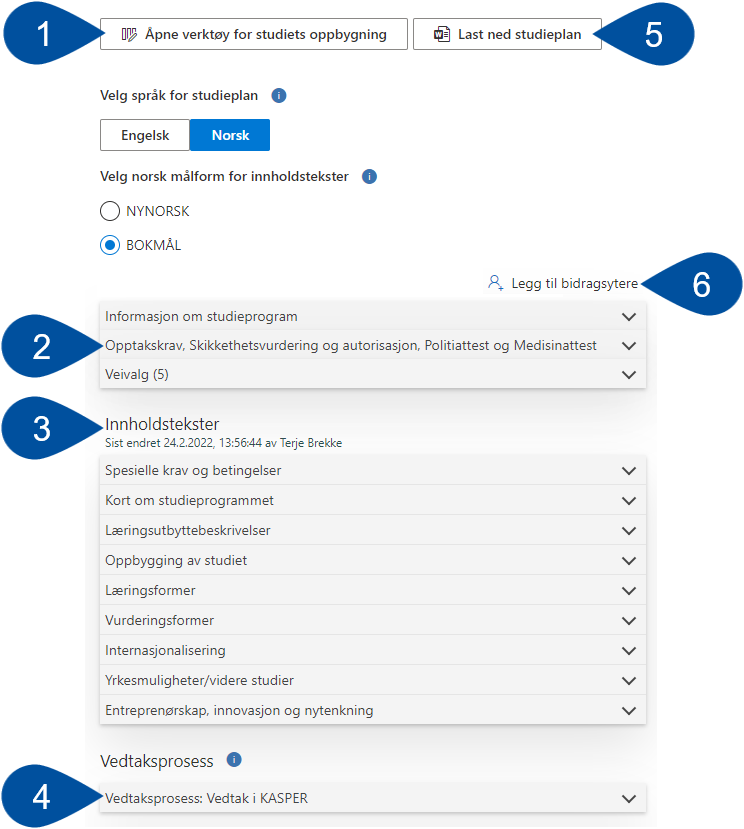 1
Åpne verktøy for studiets oppbygning
Last ned studieplan
5
Velg språk for studieplan
Engelsk
Norsk
Velg norsk målform for innholdstekster
NYNORSK
BOKMÅL
Legg til bidragsytere
6
Informasjon om studieprogram
2
Opptakskrav, Skikkethetsvurdering og autorisasjon, Politiattest og Medisinattest
Veivalg (5)
3
Innholdstekster
Sist endret 24.2.2022, 13:56:44 av Terje Brekke
Spesielle krav og betingelser
Kort om studieprogrammet
Læringsutbyttebeskrivelser
Oppbygging av studiet
Læringsformer
Vurderingsformer
Internasjonalisering
Yrkesmuligheter/videre studier
Entreprenørskap, innovasjon og nytenkning
Vedtaksprosess
4
Vedtaksprosess: Vedtak i KASPER